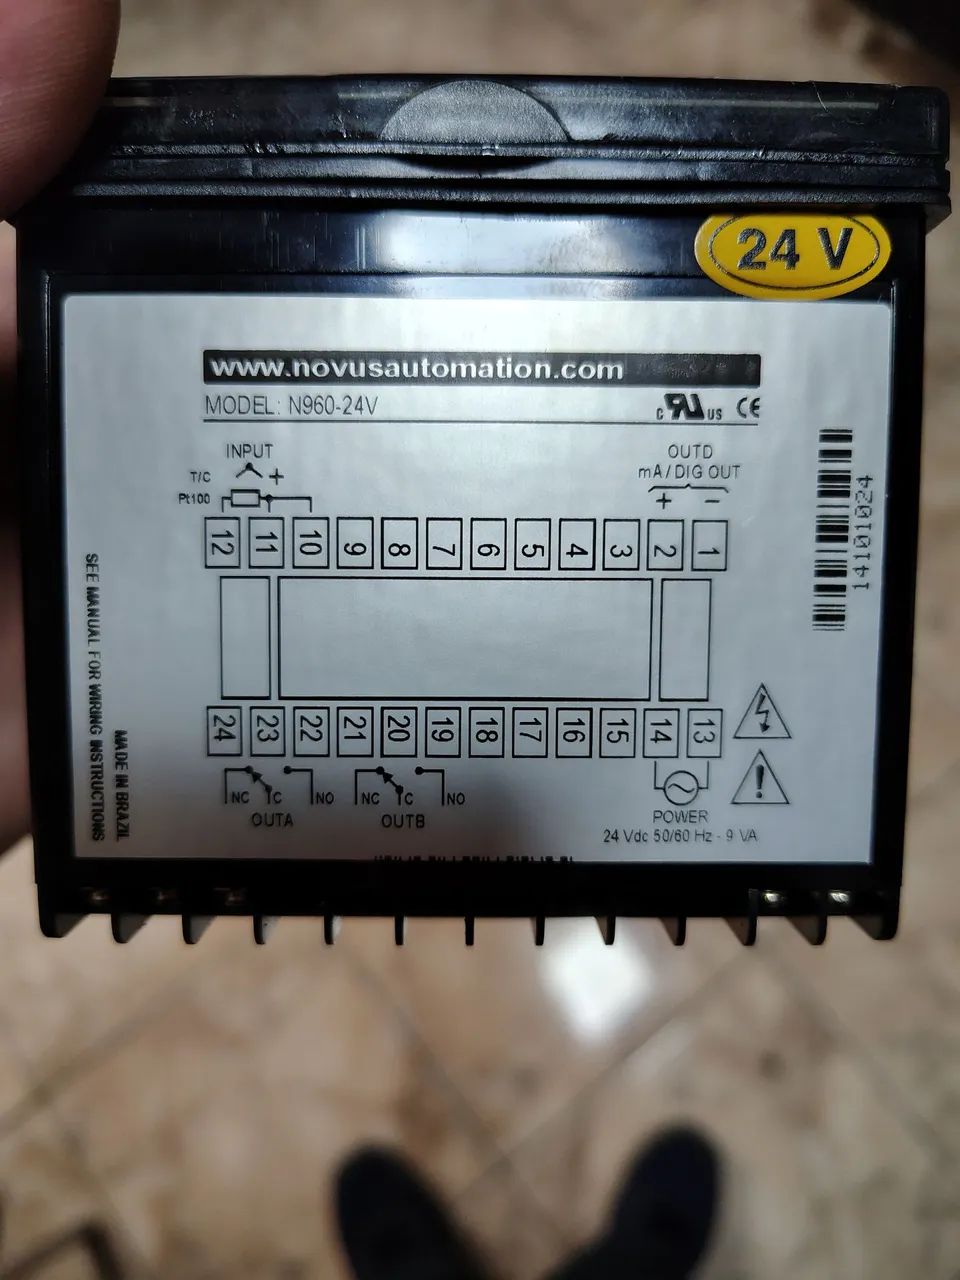 24 V
www.novusautomation.com
MODEL: N960-24V
c RU US CE
INPUT
T/C
+
Pt100
OUTD
mA / DIG OUT
+ −
12 11 10 9 8 7 6 5 4 3 2 1
24 23 22 21 20 19 18 17 16 15 14 13
NC C NO
OUTA
NC C NO
OUTB
POWER
24 Vdc 50/60 Hz - 9 VA
14101024
SEE MANUAL FOR WIRING INSTRUCTIONS
MADE IN BRAZIL